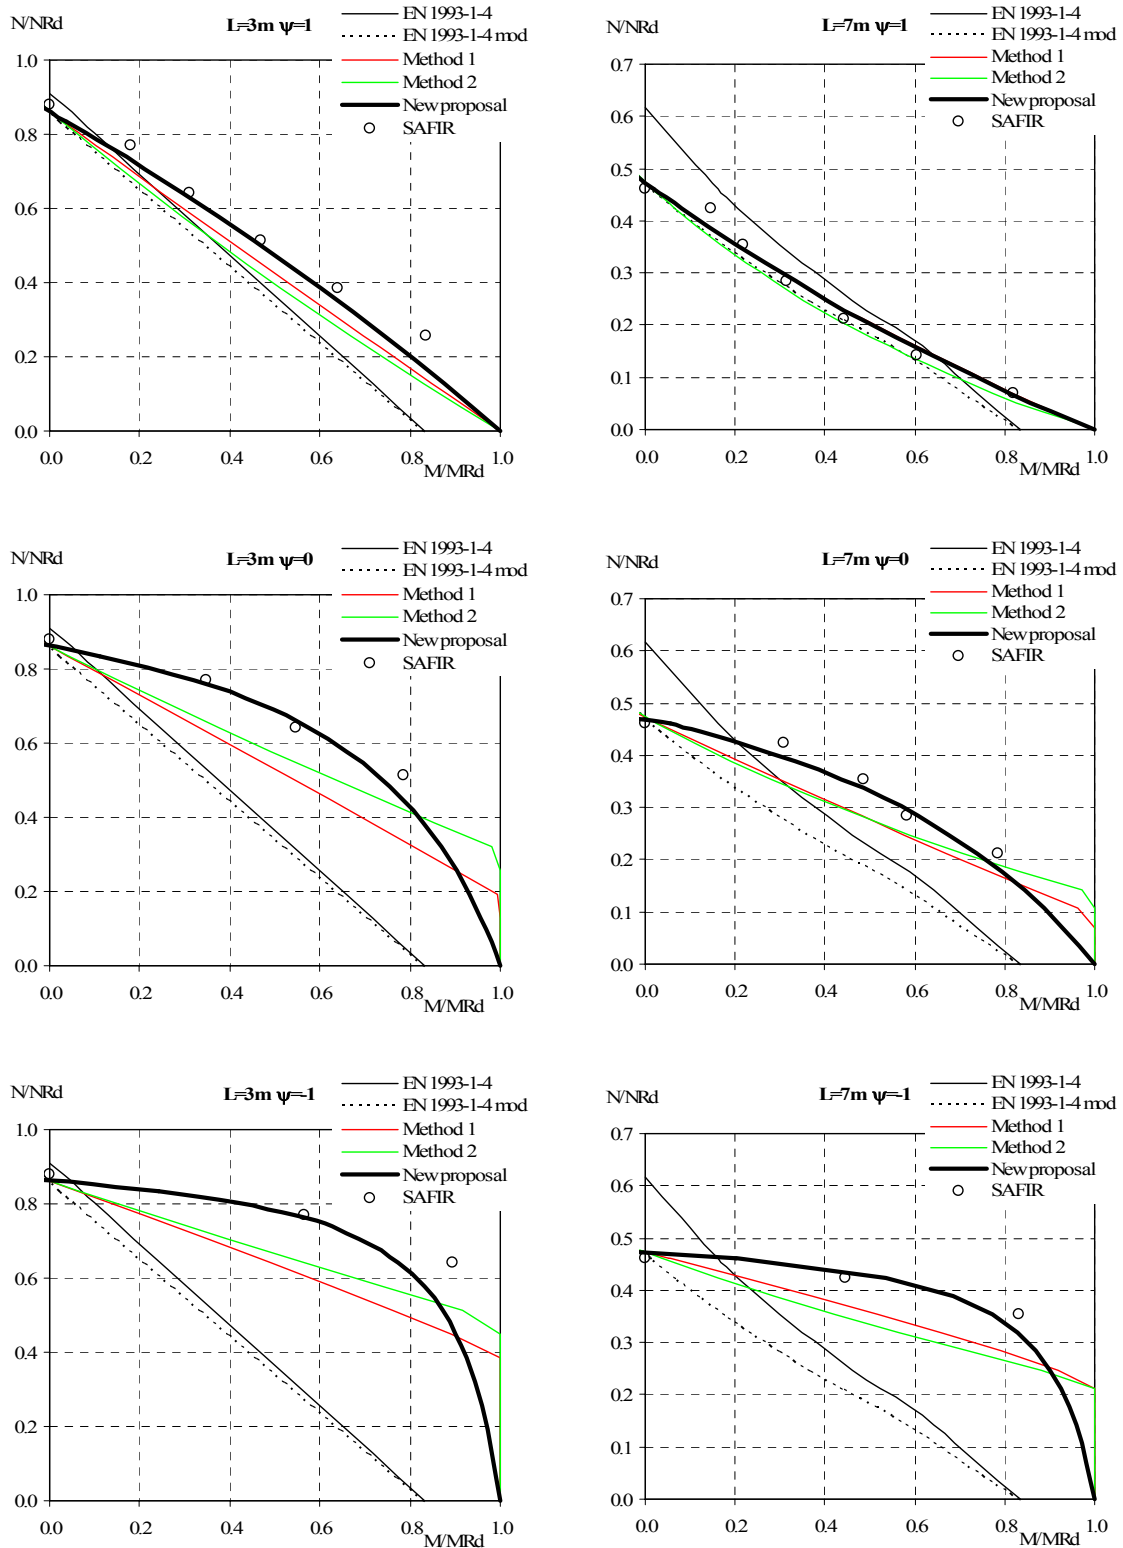 N/NRd
L=3m ψ=1
EN 1993-1-4
EN 1993-1-4 mod
Method 1
Method 2
New proposal
SAFIR
1.0
0.8
0.6
0.4
0.2
0.0
0.0 0.2 0.4 0.6 0.8 1.0
M/MRd
N/NRd
L=7m ψ=1
EN 1993-1-4
EN 1993-1-4 mod
Method 1
Method 2
New proposal
SAFIR
0.7
0.6
0.5
0.4
0.3
0.2
0.1
0.0
0.0 0.2 0.4 0.6 0.8 1.0
M/MRd
N/NRd
L=3m ψ=0
EN 1993-1-4
EN 1993-1-4 mod
Method 1
Method 2
New proposal
SAFIR
1.0
0.8
0.6
0.4
0.2
0.0
0.0 0.2 0.4 0.6 0.8 1.0
M/MRd
N/NRd
L=7m ψ=0
EN 1993-1-4
EN 1993-1-4 mod
Method 1
Method 2
New proposal
SAFIR
0.7
0.6
0.5
0.4
0.3
0.2
0.1
0.0
0.0 0.2 0.4 0.6 0.8 1.0
M/MRd
N/NRd
L=3m ψ=-1
EN 1993-1-4
EN 1993-1-4 mod
Method 1
Method 2
New proposal
SAFIR
1.0
0.8
0.6
0.4
0.2
0.0
0.0 0.2 0.4 0.6 0.8 1.0
M/MRd
N/NRd
L=7m ψ=-1
EN 1993-1-4
EN 1993-1-4 mod
Method 1
Method 2
New proposal
SAFIR
0.7
0.6
0.5
0.4
0.3
0.2
0.1
0.0
0.0 0.2 0.4 0.6 0.8 1.0
M/MRd